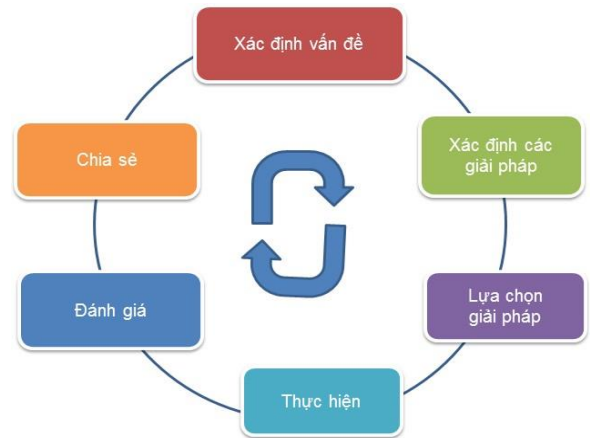 Xác định vấn đề
Xác định các
giải pháp
Lựa chọn
giải pháp
Thực hiện
Đánh giá
Chia sẻ